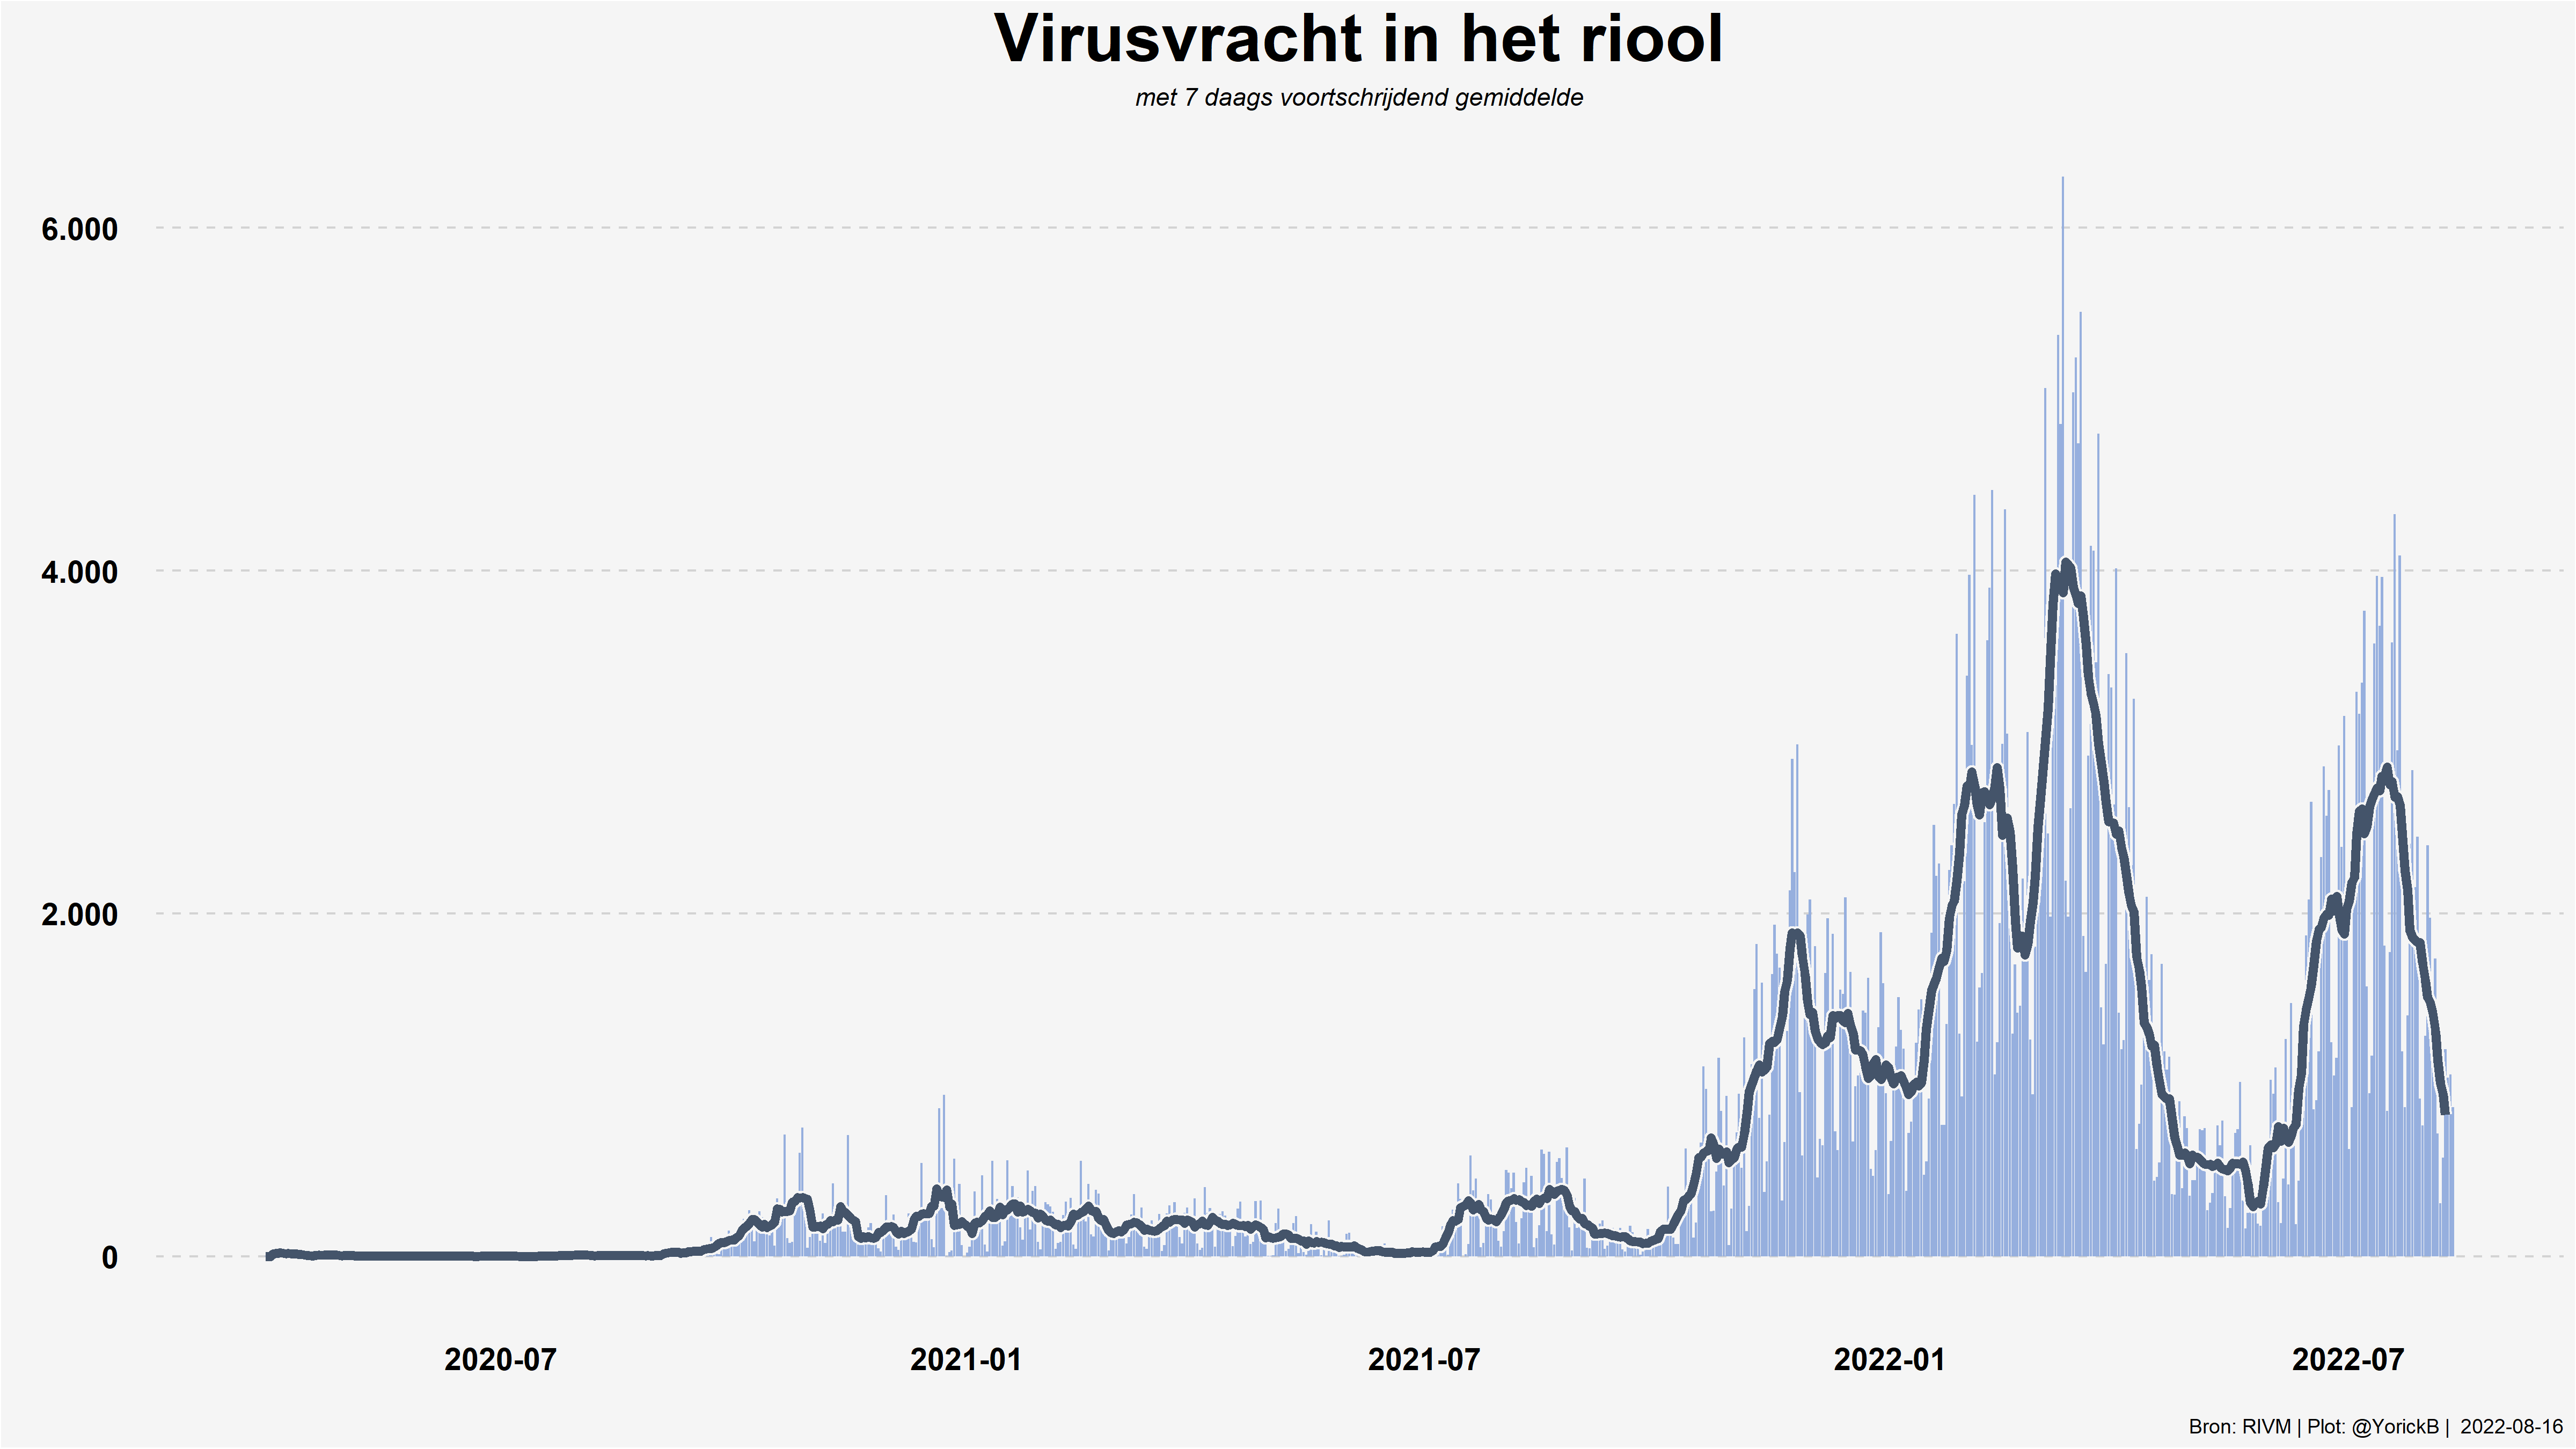 Virusvracht in het riool
met 7 daags voortschrijdend gemiddelde
6.000
4.000
2.000
0
2020-07 2021-01 2021-07 2022-01 2022-07
Bron: RIVM | Plot: @YorickB | 2022-08-16